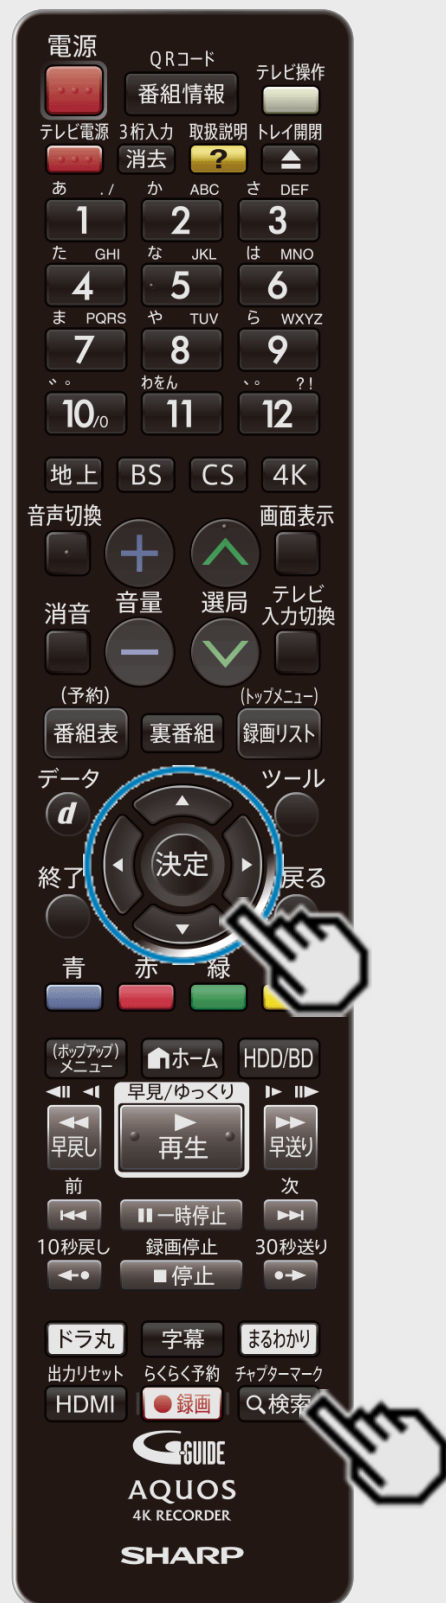 電源
QRコード
テレビ操作
番組情報
テレビ電源 3桁入力 取扱説明 トレイ開閉
消去 ?
あ ./ か ABC さ DEF
1 2 3
た GHI な JKL は MNO
4 5 6
ま PQRS や TUV ら WXYZ
7 8 9
゛゜ わをん 、。 ?!
10/0 11 12
地上 BS CS 4K
音声切換 画面表示
消音 音量 選局 テレビ
入力切換
(予約) (トップメニュー)
番組表 裏番組 録画リスト
データ ツール
d
決定
終了 戻る
青 赤 緑
(ポップアップ)
メニュー ホーム HDD/BD
早見/ゆっくり
早戻し 再生 早送り
前 次
一時停止
10秒戻し 録画停止 30秒送り
停止
ドラ丸 字幕 まるわかり
出力リセット らくらく予約 チャプターマーク
HDMI 録画 検索
G-GUIDE
AQUOS
4K RECORDER
SHARP